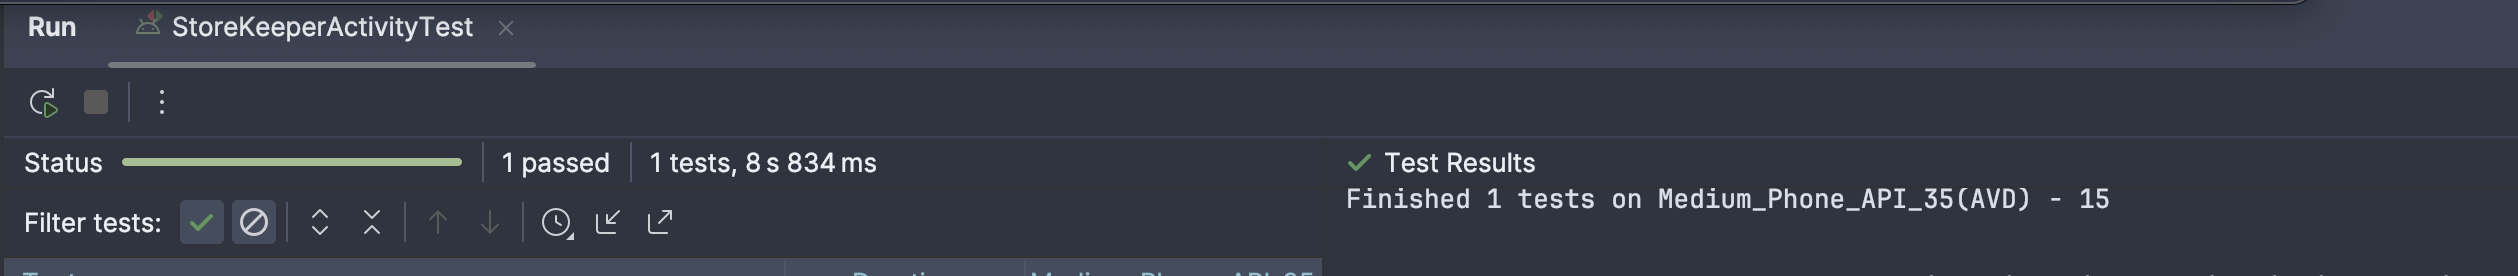 Run StoreKeeperActivityTest
Status 1 passed 1 tests, 8 s 834 ms
Test Results
Finished 1 tests on Medium_Phone_API_35(AVD) - 15
Filter tests: